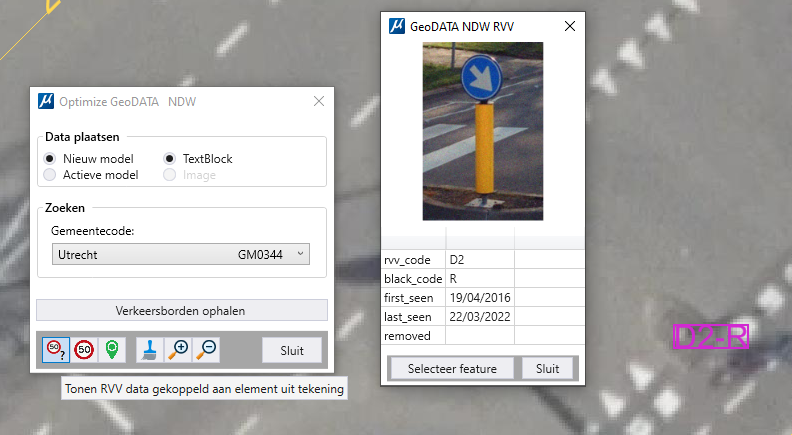 Optimize GeoDATA NDW
Data plaatsen
Nieuw model
TextBlock
Actieve model
Image
Zoeken
Gemeentecode:
Utrecht GM0344
Verkeersborden ophalen
50 ?
50
Sluit
Tonen RVV data gekoppeld aan element uit tekening
GeoDATA NDW RVV
rvv_code D2
black_code R
first_seen 19/04/2016
last_seen 22/03/2022
removed
Selecteer feature
Sluit
D2-R